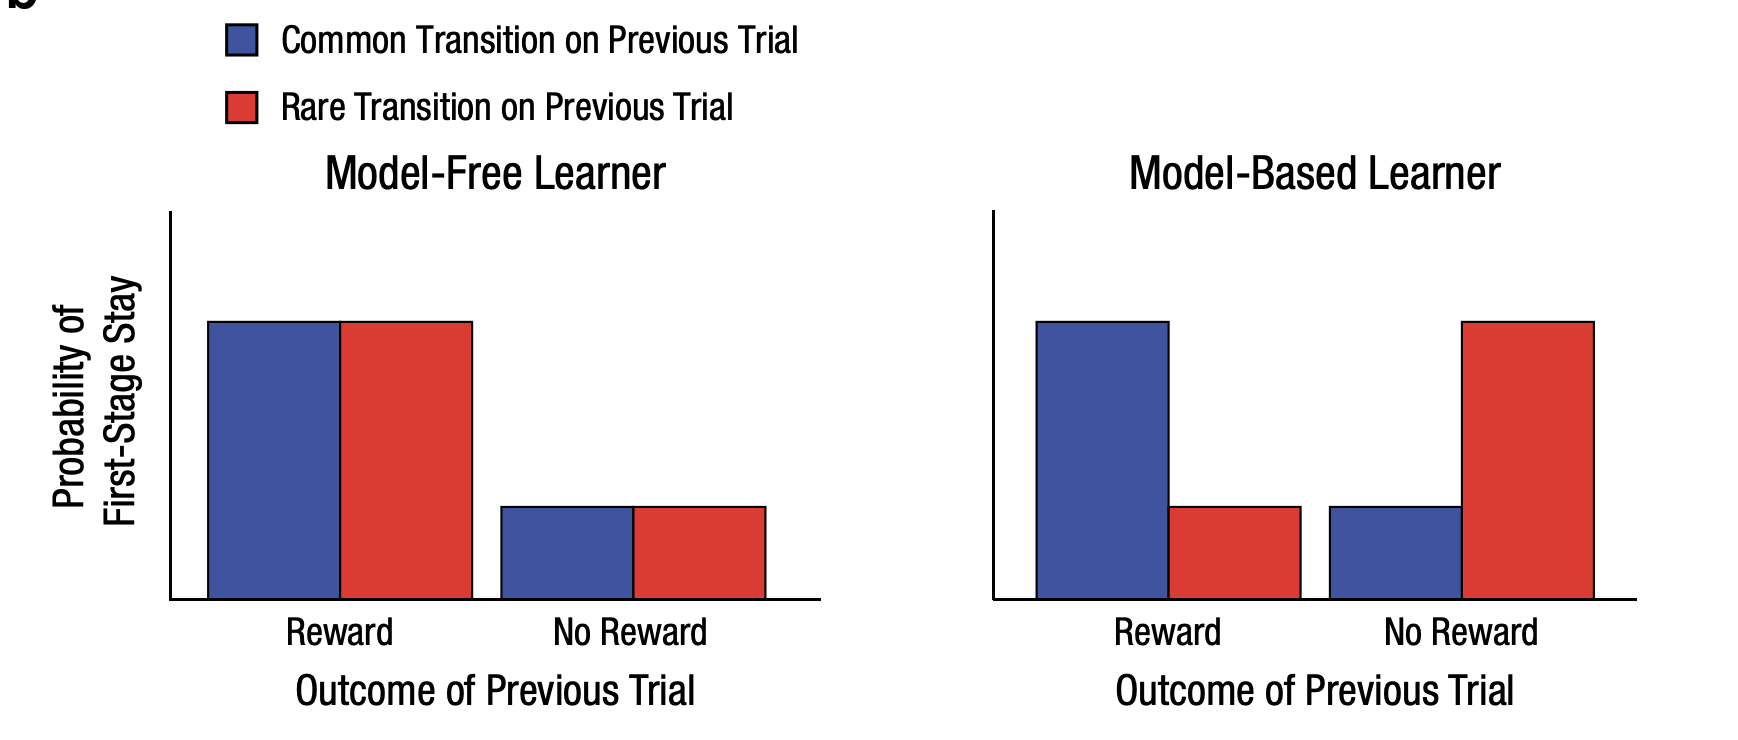 b
Common Transition on Previous Trial
Rare Transition on Previous Trial
Model-Free Learner
Probability of
First-Stage Stay
Reward
No Reward
Outcome of Previous Trial
Model-Based Learner
Reward
No Reward
Outcome of Previous Trial